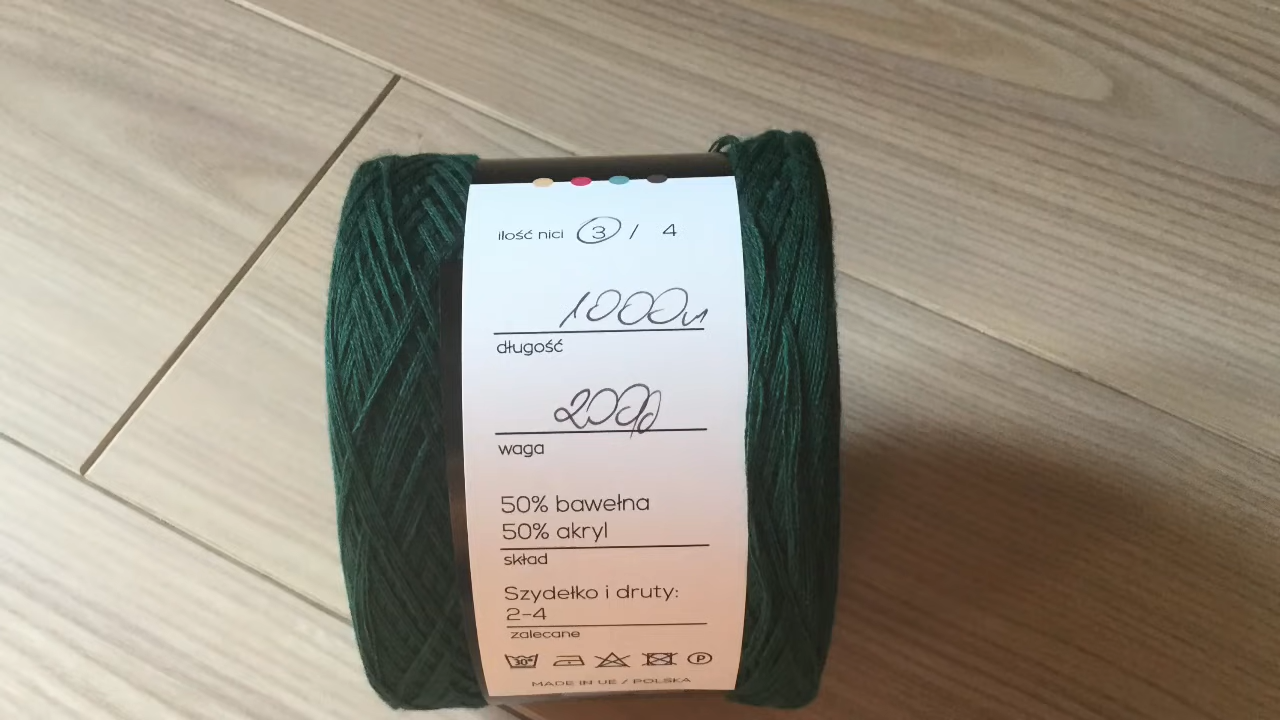 ilość nici 3 / 4
1000m
długość
200g
waga
50% bawełna
50% akryl
skład
Szydełko i druty:
2-4
zalecane
30° P
MADE IN UE / POLSKA